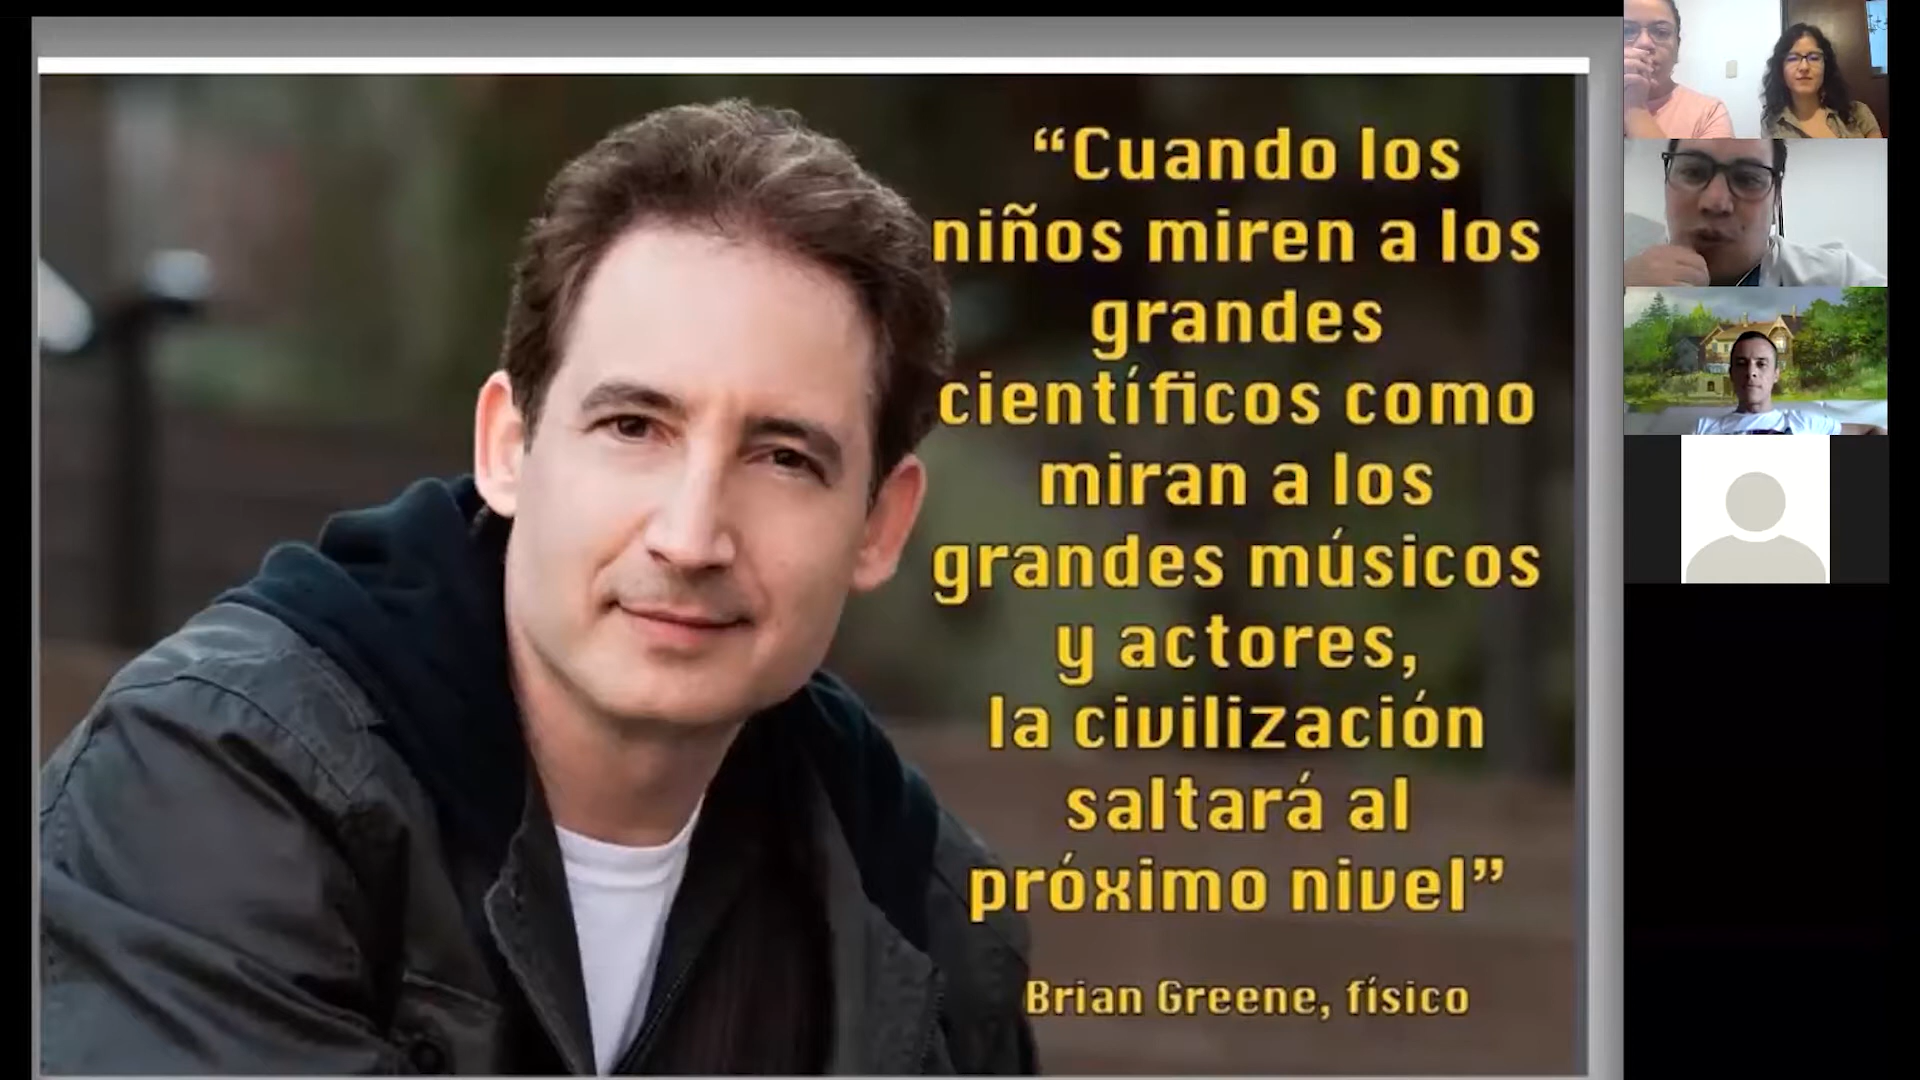 “Cuando los
niños miren a los
grandes
científicos como
miran a los
grandes músicos
y actores,
la civilización
saltará al
próximo nivel”
Brian Greene, físico